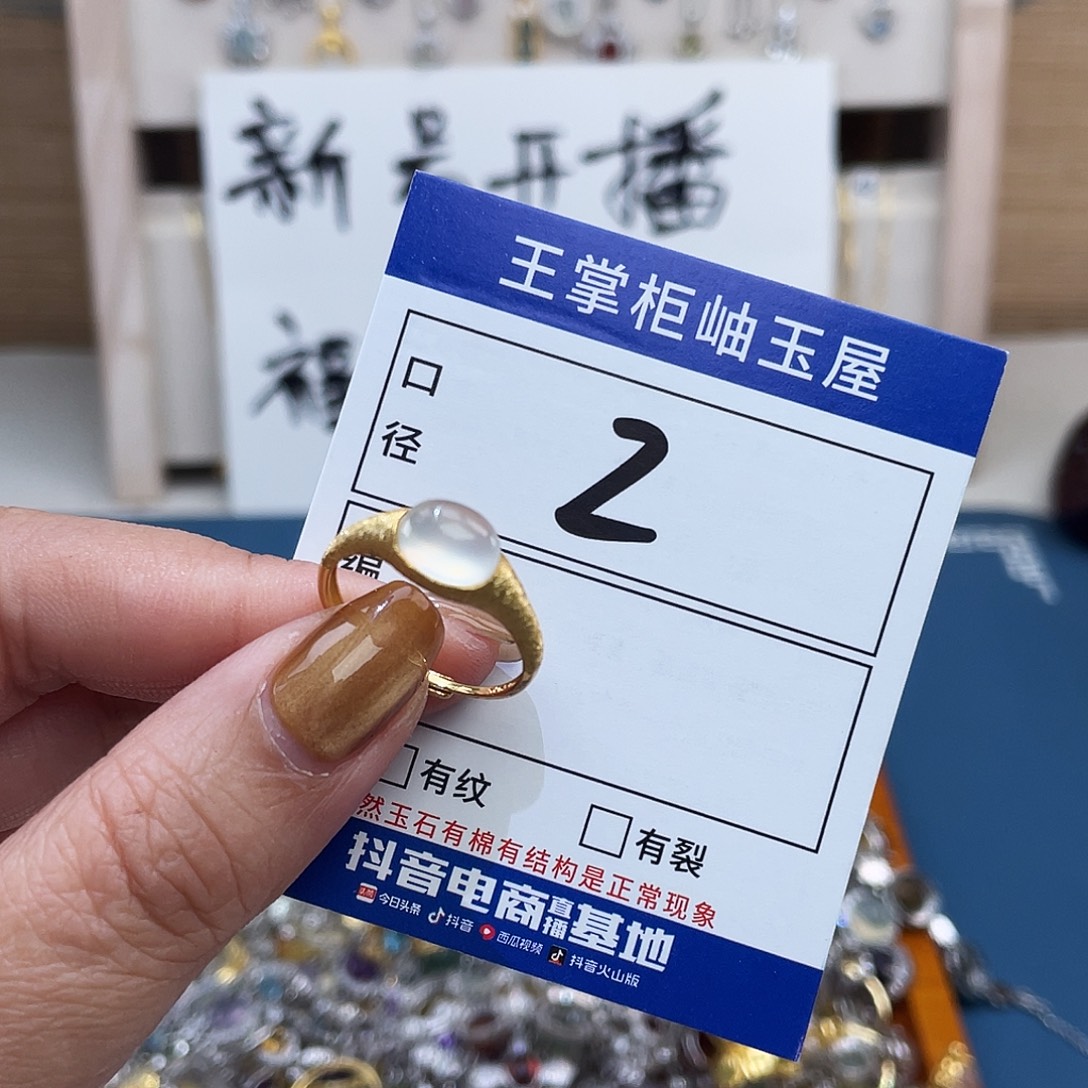 新号开播
福
王掌柜岫玉屋
口径
2
编
有纹
有裂
然玉石有棉有结构是正常现象
抖音电商直播基地
今日头条 抖音 西瓜视频 抖音火山版